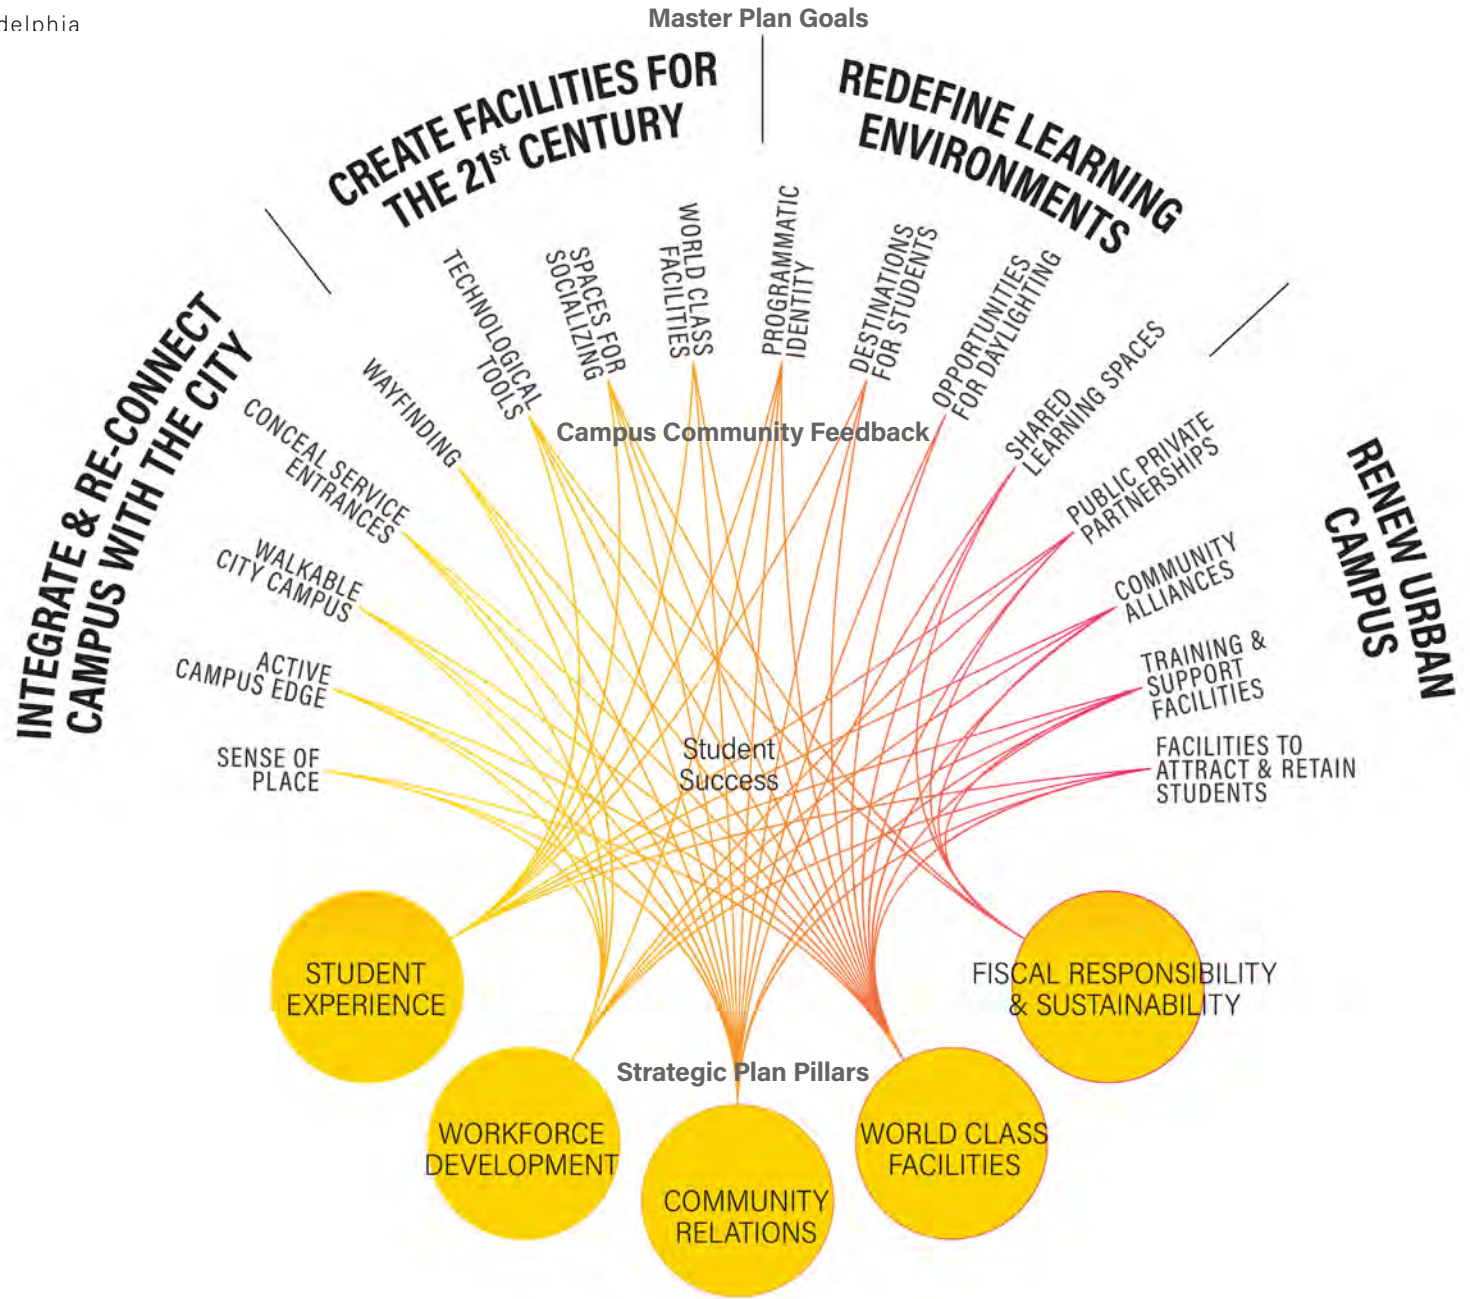 delphia
Master Plan Goals
INTEGRATE & RE-CONNECT
CAMPUS WITH THE CITY
CREATE FACILITIES FOR
THE 21st CENTURY
REDEFINE LEARNING
ENVIRONMENTS
RENEW URBAN
CAMPUS
SENSE OF
PLACE
ACTIVE
CAMPUS EDGE
WALKABLE
CITY CAMPUS
CONCEAL SERVICE
ENTRANCES
WAYFINDING
TECHNOLOGICAL
TOOLS
SPACES FOR
SOCIALIZING
WORLD CLASS
FACILITIES
PROGRAMMATIC
IDENTITY
DESTINATIONS
FOR STUDENTS
OPPORTUNITIES
FOR DAYLIGHTING
SHARED
LEARNING SPACES
PUBLIC PRIVATE
PARTNERSHIPS
COMMUNITY
ALLIANCES
TRAINING &
SUPPORT
FACILITIES
FACILITIES TO
ATTRACT & RETAIN
STUDENTS
Campus Community Feedback
Student
Success
STUDENT
EXPERIENCE
FISCAL RESPONSIBILITY
& SUSTAINABILITY
Strategic Plan Pillars
WORKFORCE
DEVELOPMENT
WORLD CLASS
FACILITIES
COMMUNITY
RELATIONS